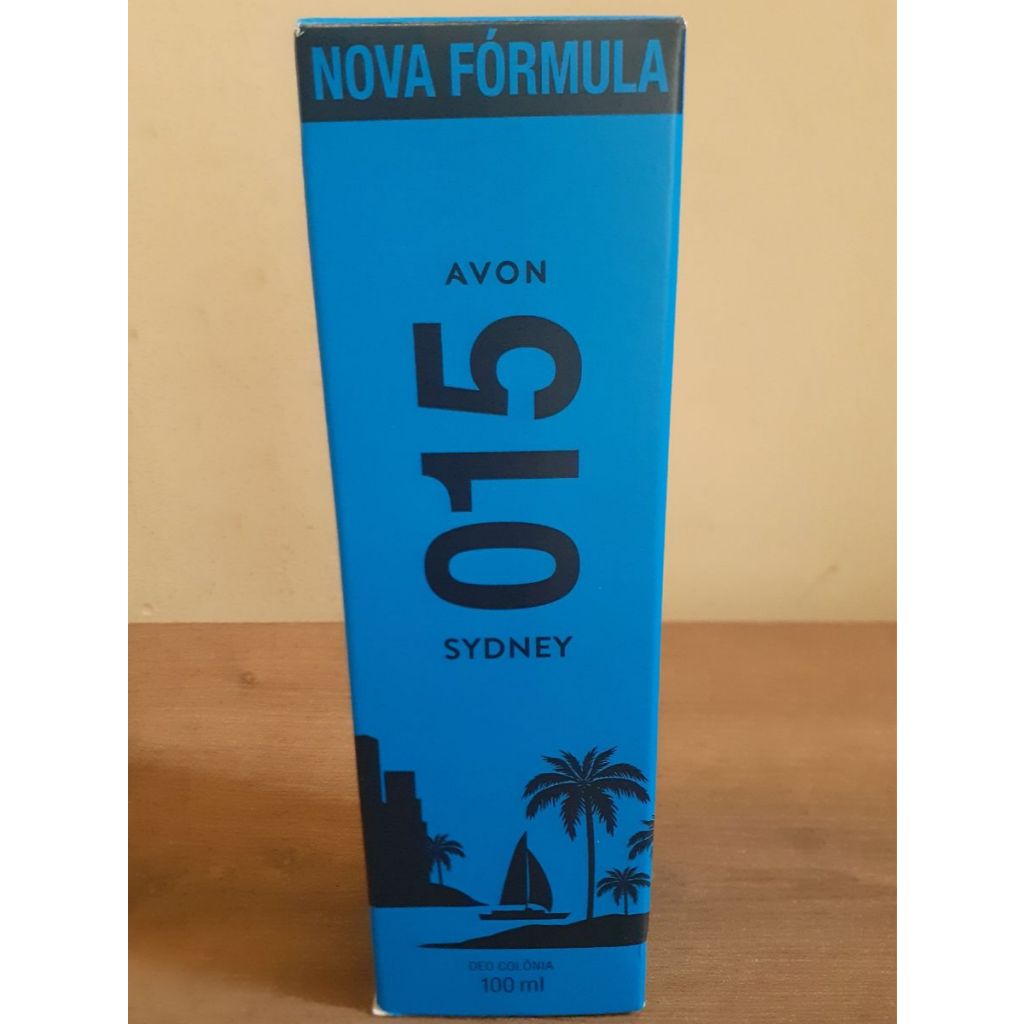 NOVA FÓRMULA
AVON
015
SYDNEY
DEO COLÔNIA
100 ml